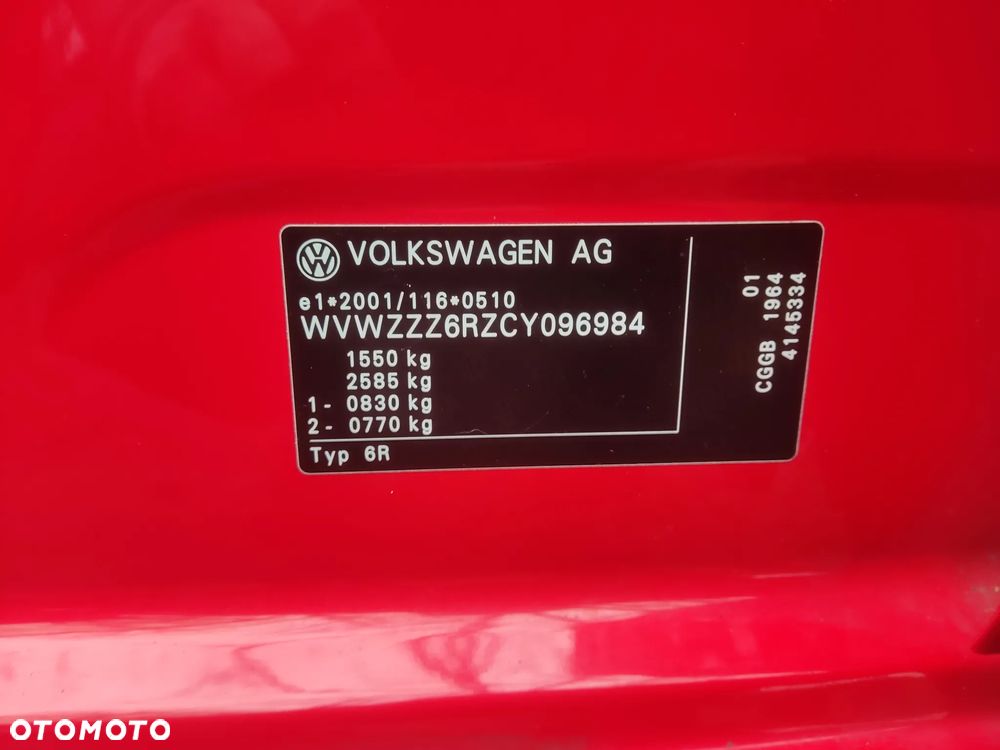 VOLKSWAGEN AG
e1*2001/116*0510
WVWZZZ6RZCY096984
1550 kg
2585 kg
1- 0830 kg
2- 0770 kg
Typ 6R
01
CGGB 1964
4145334
OTOMOTO